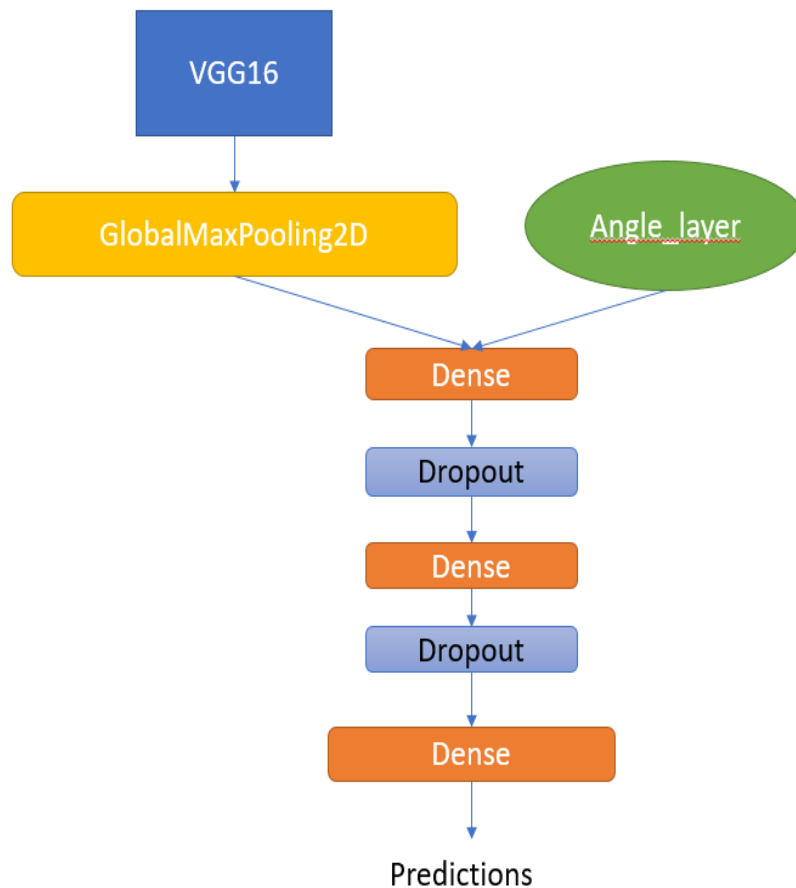 VGG16
GlobalMaxPooling2D
Angle_layer
Dense
Dropout
Dense
Dropout
Dense
Predictions